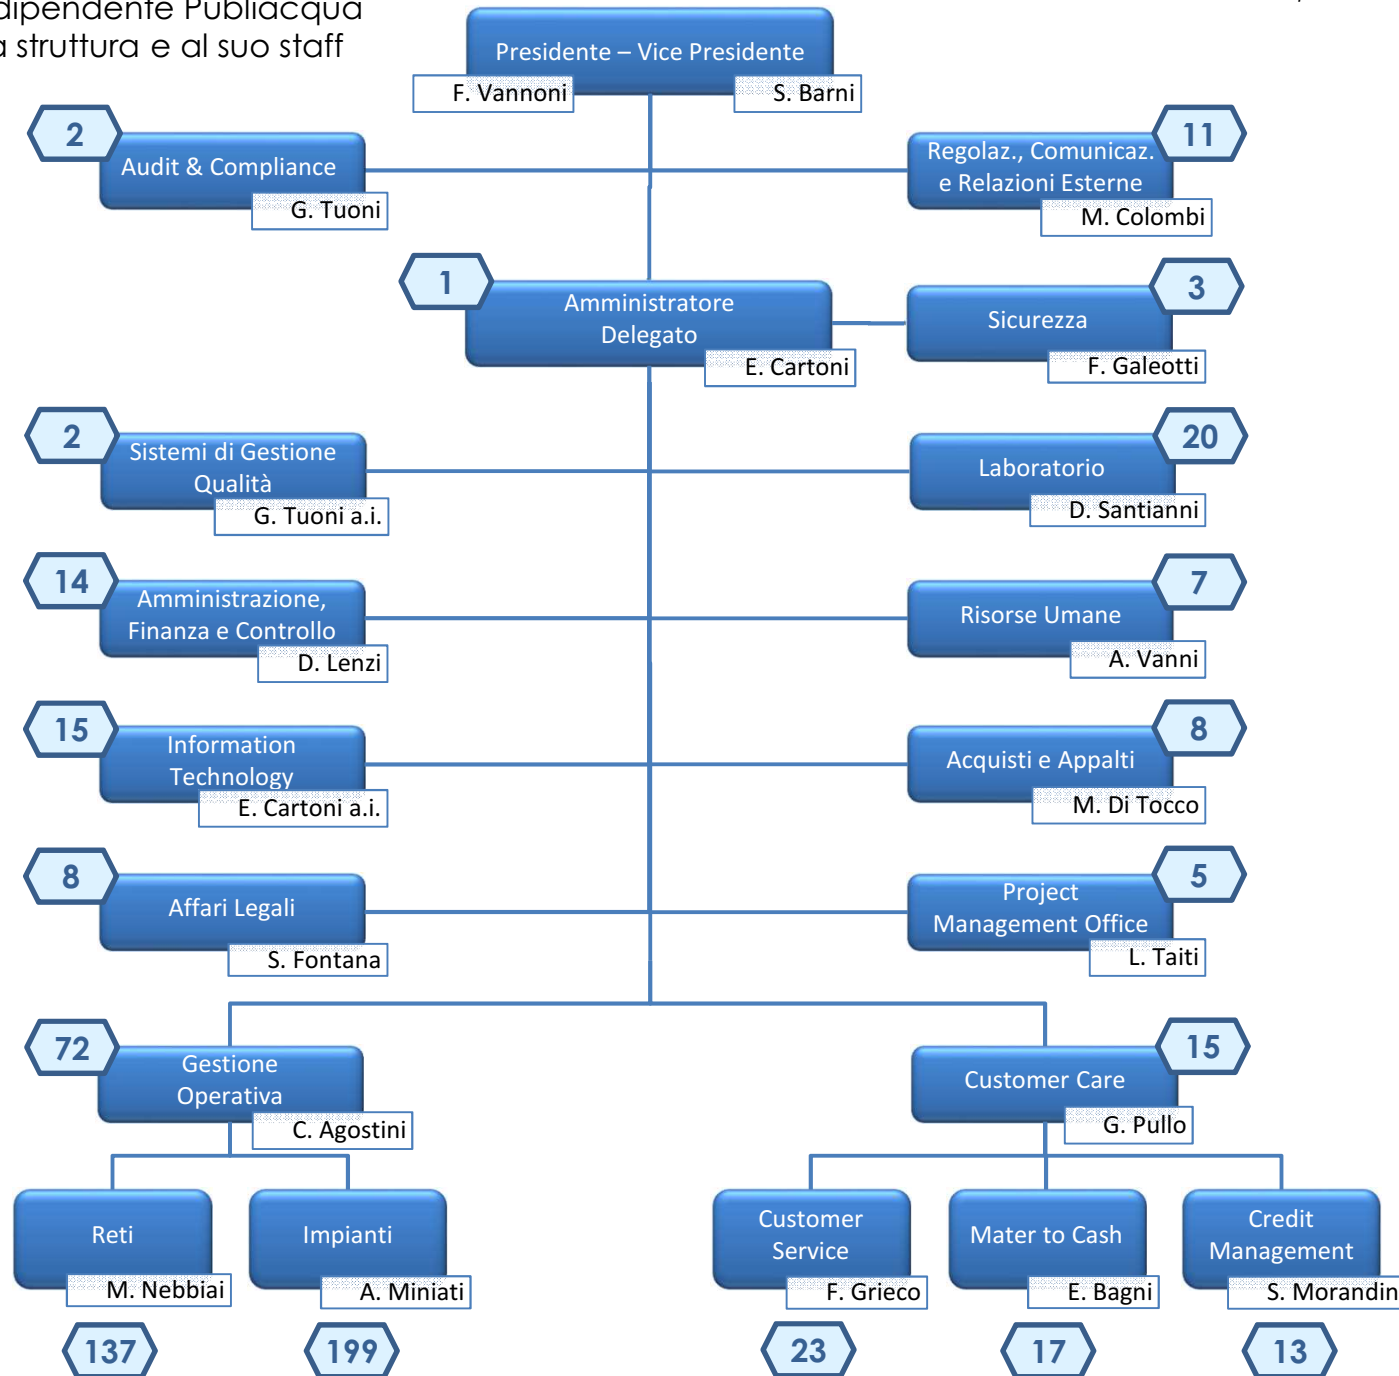 dipendente Publiacqua
a struttura e al suo staff
Presidente – Vice Presidente
F. Vannoni
S. Barni
2
Audit & Compliance
G. Tuoni
11
Regolaz., Comunicaz.
e Relazioni Esterne
M. Colombi
1
Amministratore
Delegato
E. Cartoni
3
Sicurezza
F. Galeotti
2
Sistemi di Gestione
Qualità
G. Tuoni a.i.
20
Laboratorio
D. Santianni
14
Amministrazione,
Finanza e Controllo
D. Lenzi
7
Risorse Umane
A. Vanni
15
Information
Technology
E. Cartoni a.i.
8
Acquisti e Appalti
M. Di Tocco
8
Affari Legali
S. Fontana
5
Project
Management Office
L. Taiti
72
Gestione
Operativa
C. Agostini
15
Customer Care
G. Pullo
Reti
M. Nebbiai
137
Impianti
A. Miniati
199
Customer
Service
F. Grieco
23
Mater to Cash
E. Bagni
17
Credit
Management
S. Morandin
13